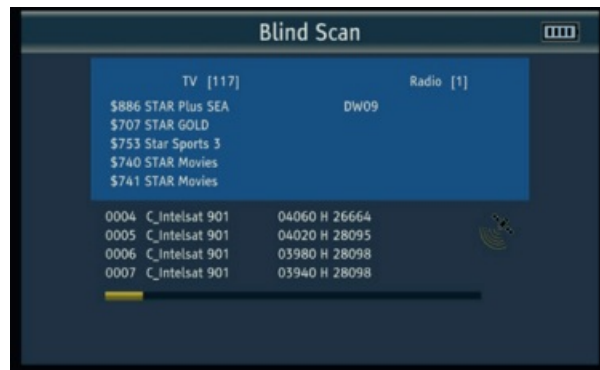 Blind Scan
TV [117] Radio [1]
$886 STAR Plus SEA DW09
$707 STAR GOLD
$753 Star Sports 3
$740 STAR Movies
$741 STAR Movies
0004 C_Intelsat 901 04060 H 26664
0005 C_Intelsat 901 04020 H 28095
0006 C_Intelsat 901 03980 H 28098
0007 C_Intelsat 901 03940 H 28098